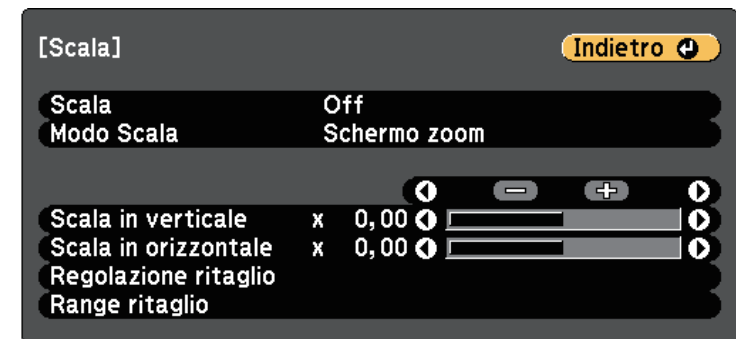 [Scala] Indietro
Scala Off
Modo Scala Schermo zoom
Scala in verticale x 0,00
Scala in orizzontale x 0,00
Regolazione ritaglio
Range ritaglio